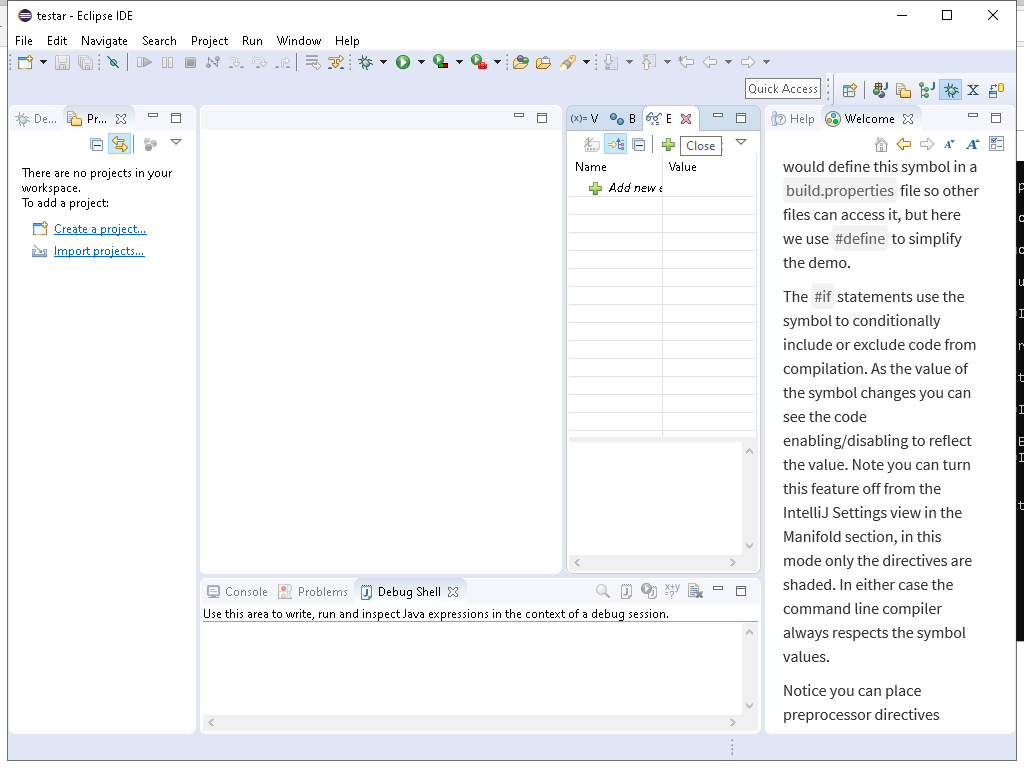 testar - Eclipse IDE
File Edit Navigate Search Project Run Window Help
Quick Access
De... Pr...
There are no projects in your
workspace.
To add a project:
Create a project...
Import projects...
(x)= V B E
Close
Name Value
Add new e
Console Problems Debug Shell
Use this area to write, run and inspect Java expressions in the context of a debug session.
Help Welcome
would define this symbol in a
build.properties file so other
files can access it, but here
we use #define to simplify
the demo.
The #if statements use the
symbol to conditionally
include or exclude code from
compilation. As the value of
the symbol changes you can
see the code
enabling/disabling to reflect
the value. Note you can turn
this feature off from the
IntelliJ Settings view in the
Manifold section, in this
mode only the directives are
shaded. In either case the
command line compiler
always respects the symbol
values.
Notice you can place
preprocessor directives